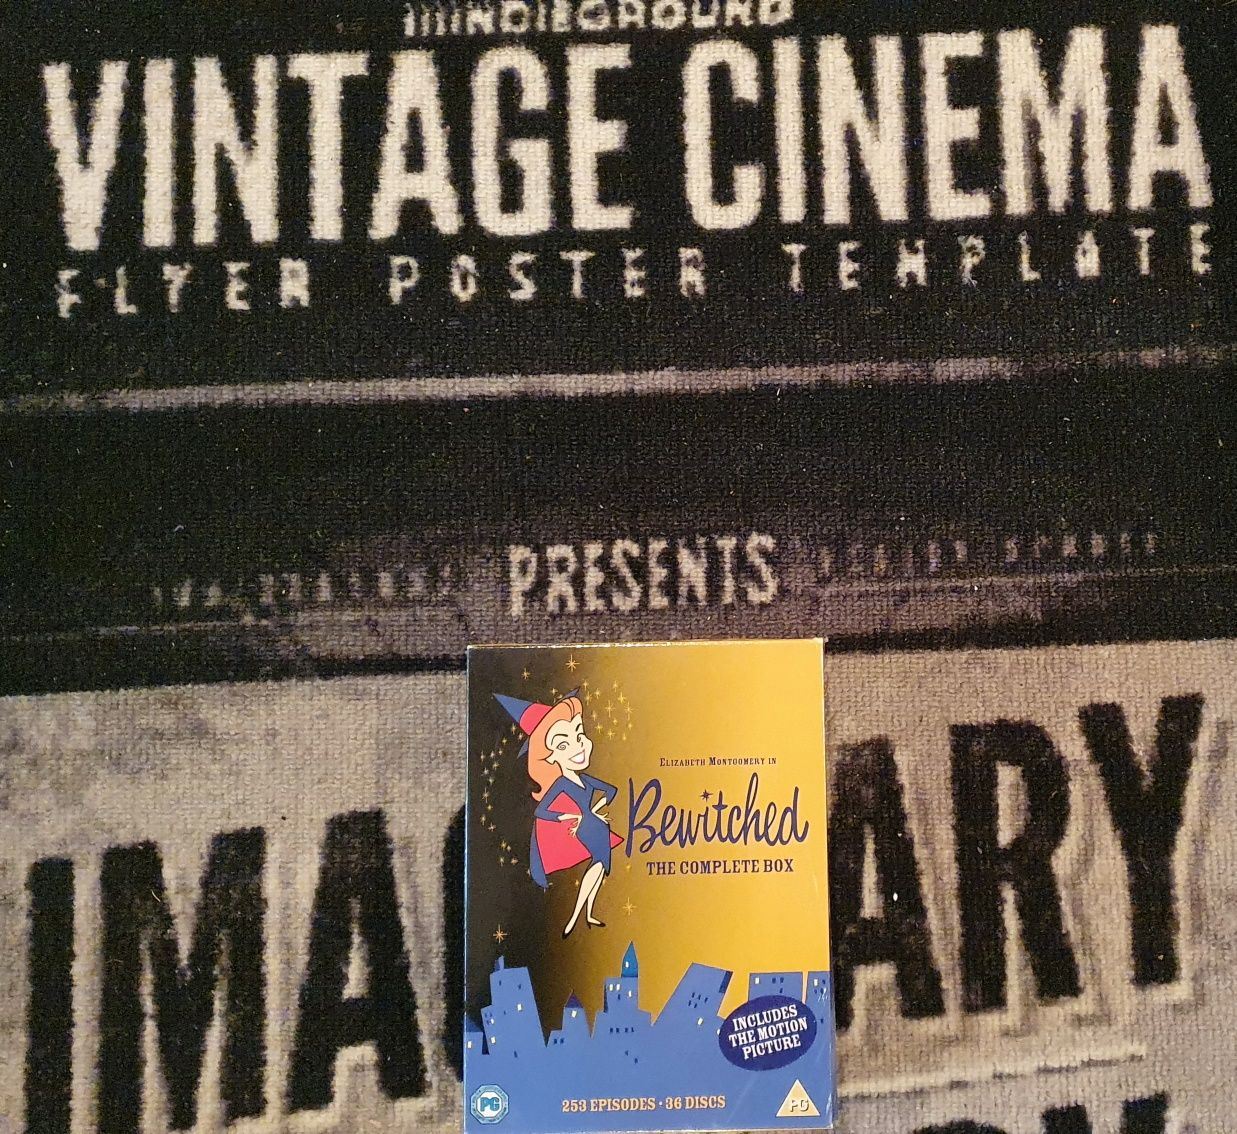 INDIEGROUND
VINTAGE CINEMA
FLYER POSTER TEMPLATE
PRESENTS
ELIZABETH MONTGOMERY IN
Bewitched
THE COMPLETE BOX
INCLUDES
THE MOTION
PICTURE
253 EPISODES • 36 DISCS
PG
PG